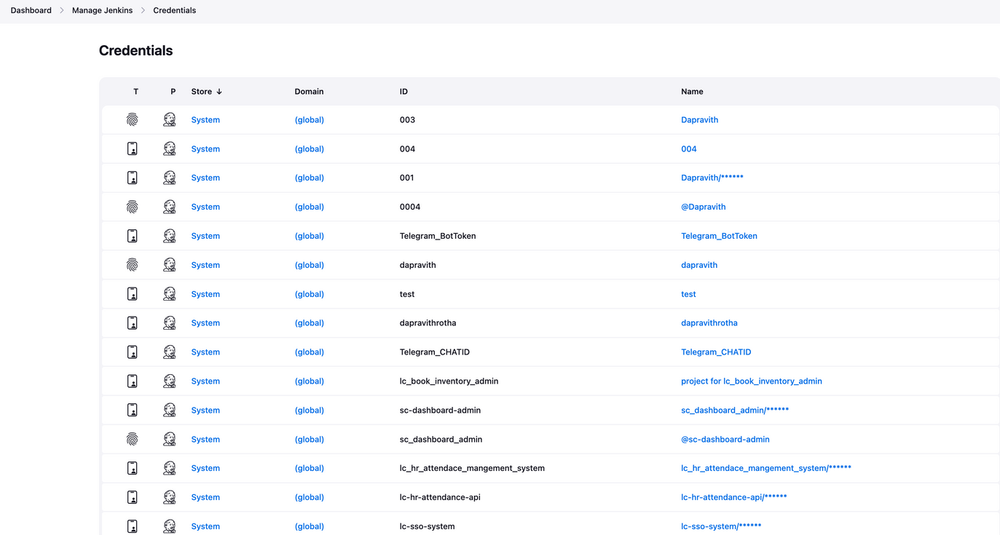 Dashboard > Manage Jenkins > Credentials
Credentials
T P Store ↓ Domain ID Name
System (global) 003 Dapravith
System (global) 004 004
System (global) 001 Dapravith/******
System (global) 0004 @Dapravith
System (global) Telegram_BotToken Telegram_BotToken
System (global) dapravith dapravith
System (global) test test
System (global) dapravithrotha dapravithrotha
System (global) Telegram_CHATID Telegram_CHATID
System (global) lc_book_inventory_admin project for lc_book_inventory_admin
System (global) sc-dashboard-admin sc_dashboard_admin/******
System (global) sc_dashboard_admin @sc-dashboard-admin
System (global) lc_hr_attendace_mangement_system lc_hr_attendace_mangement_system/******
System (global) lc-hr-attendance-api lc-hr-attendance-api/******
System (global) lc-sso-system lc-sso-system/******